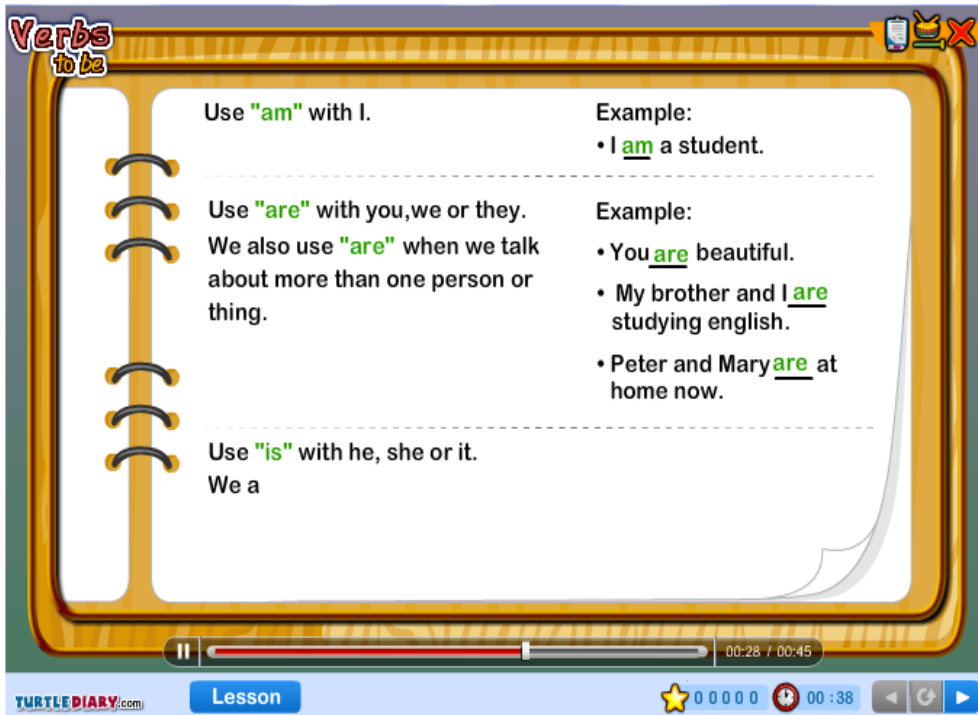 Verbs
to be
Use "am" with I.
Example:
• I am a student.
Use "are" with you,we or they.
We also use "are" when we talk
about more than one person or
thing.
Example:
• You are beautiful.
• My brother and I are
studying english.
• Peter and Mary are at
home now.
Use "is" with he, she or it.
We a
00:28 / 00:45
TURTLEDIARY.com
Lesson
00000
00:38